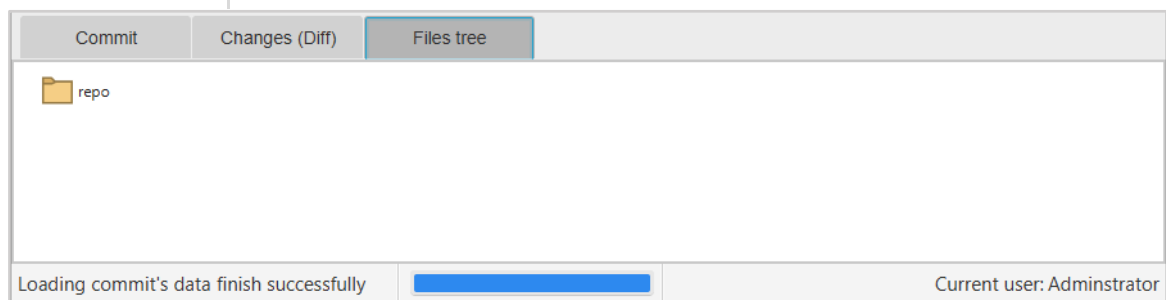 Commit Changes (Diff) Files tree
repo
Loading commit's data finish successfully Current user: Adminstrator